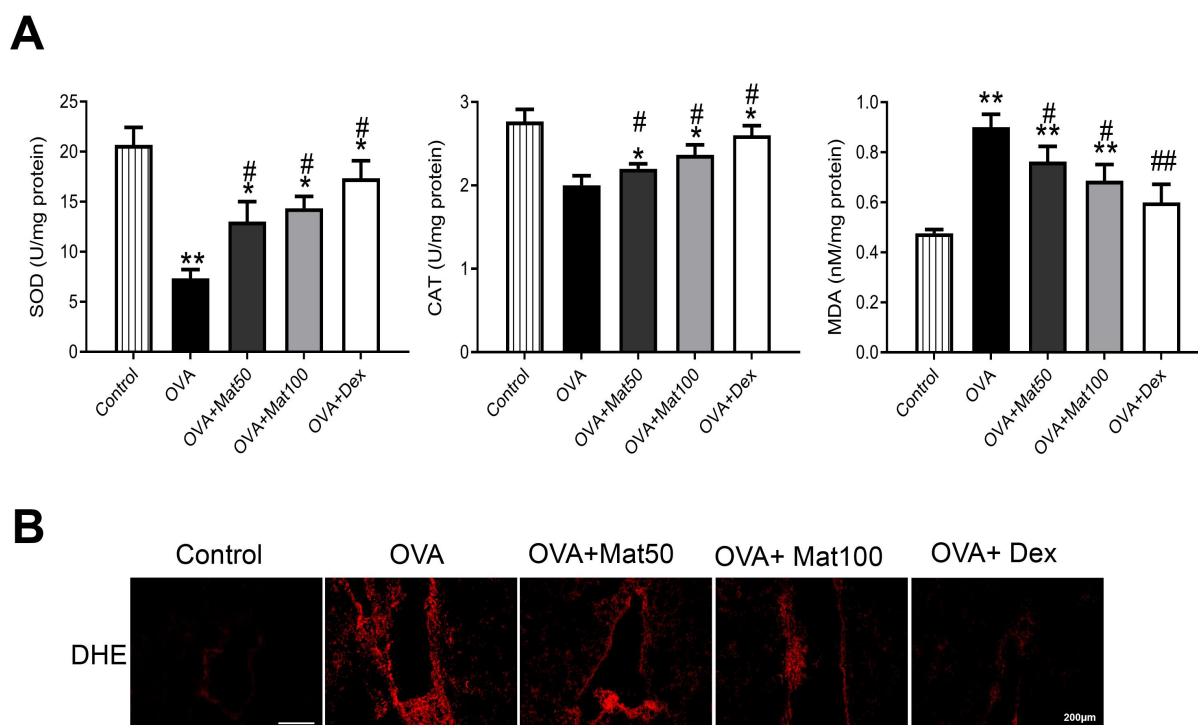 A
SOD (U/mg protein)
25
20
15
10
5
0
**
#
*
#
*
#
*
Control
OVA
OVA+Mat50
OVA+Mat100
OVA+Dex
CAT (U/mg protein)
3
2
1
0
#
*
#
*
#
*
Control
OVA
OVA+Mat50
OVA+Mat100
OVA+Dex
MDA (nM/mg protein)
1.0
0.8
0.6
0.4
0.2
0.0
**
#
**
#
**
##
Control
OVA
OVA+Mat50
OVA+Mat100
OVA+Dex
B
Control OVA OVA+Mat50 OVA+ Mat100 OVA+ Dex
DHE
200μm